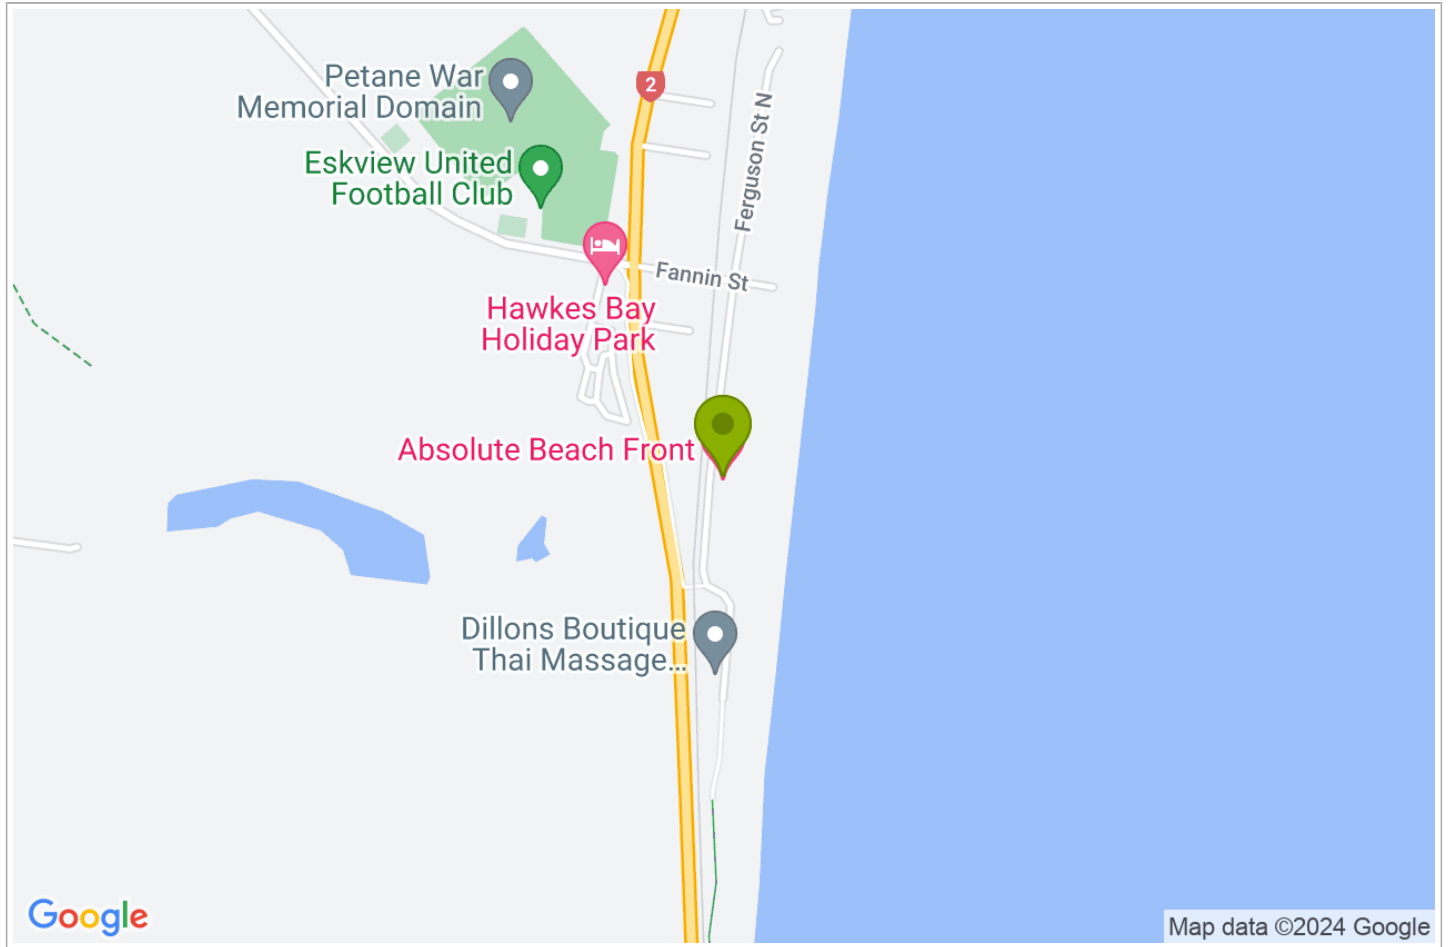 Petane War
Memorial Domain
2
Eskview United
Football Club
Ferguson St N
Fannin St
Hawkes Bay
Holiday Park
Absolute Beach Front
Dillons Boutique
Thai Massage...
Google
Map data ©2024 Google